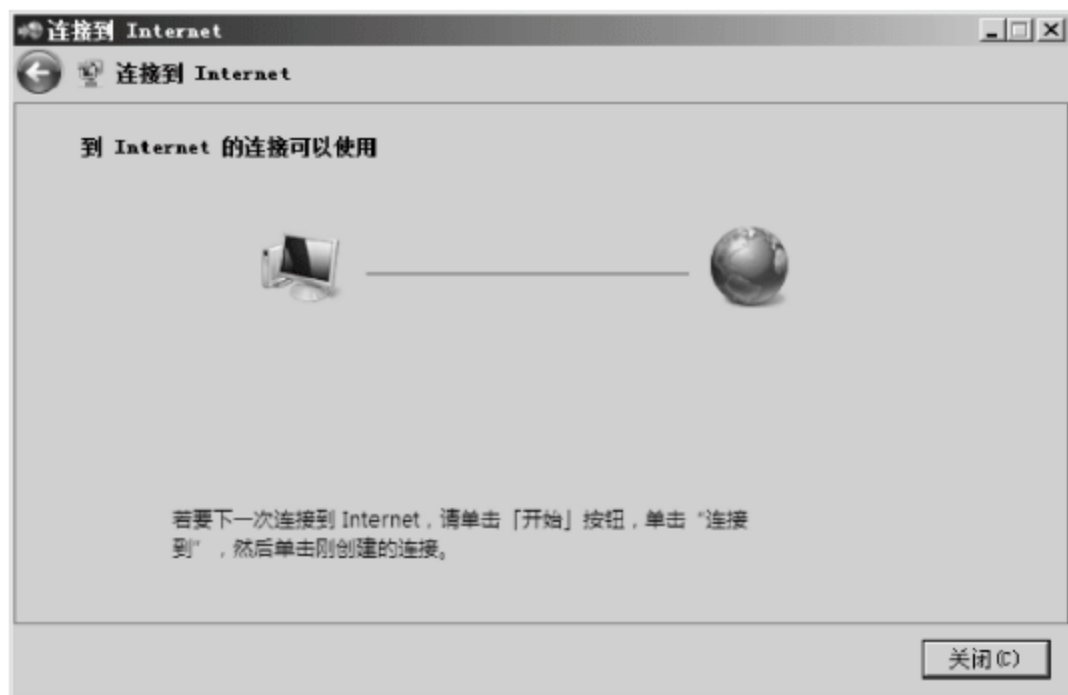 连接到 Internet
连接到 Internet
到 Internet 的连接可以使用
若要下一次连接到 Internet，请单击「开始」按钮，单击“连接
到”，然后单击刚创建的连接。
关闭(C)